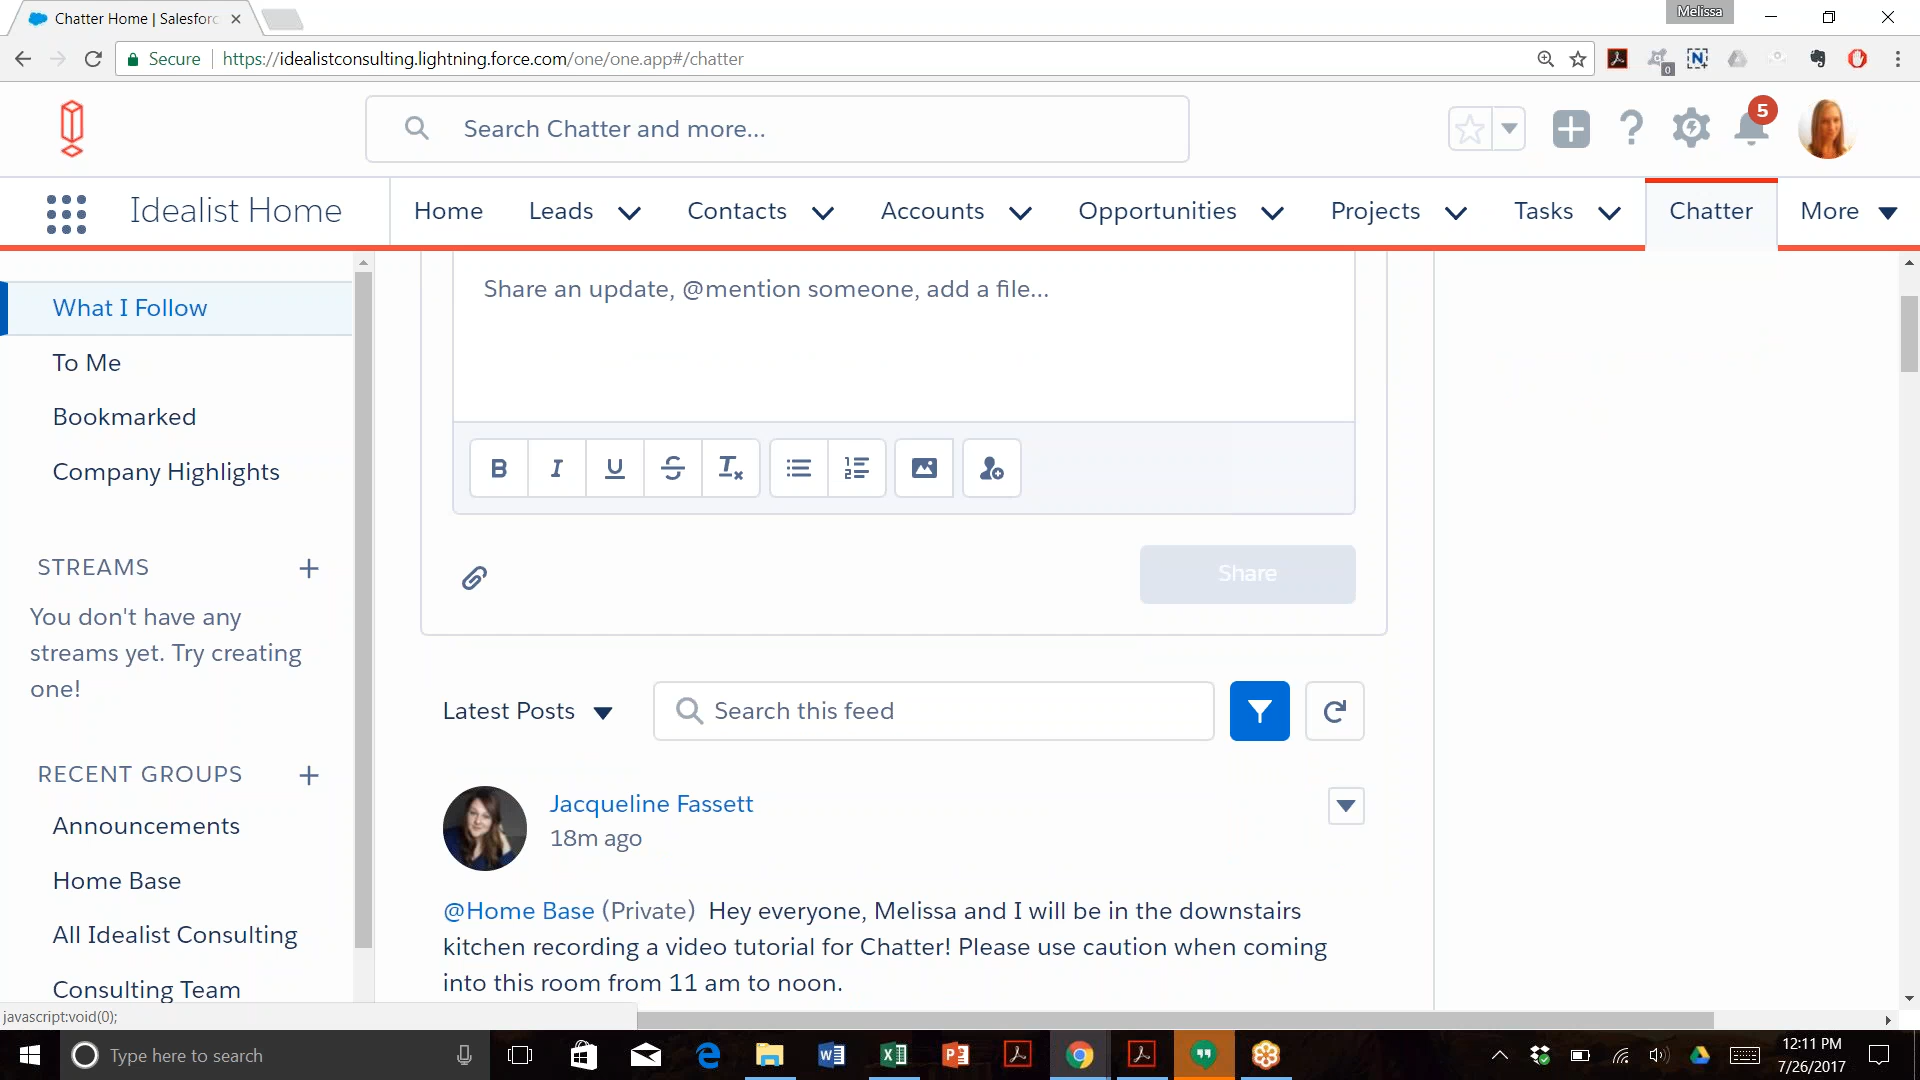 Chatter Home | Salesforc
Melissa
Secure
https://idealistconsulting.lightning.force.com/one/one.app#/chatter
0
Search Chatter and more...
5
Idealist Home
Home
Leads
Contacts
Accounts
Opportunities
Projects
Tasks
Chatter
More
What I Follow
To Me
Bookmarked
Company Highlights
STREAMS
You don't have any
streams yet. Try creating
one!
RECENT GROUPS
Announcements
Home Base
All Idealist Consulting
Consulting Team
javascript:void(0);
Share an update, @mention someone, add a file...
B I U S Tx
Share
Latest Posts
Search this feed
Jacqueline Fassett
18m ago
@Home Base (Private) Hey everyone, Melissa and I will be in the downstairs
kitchen recording a video tutorial for Chatter! Please use caution when coming
into this room from 11 am to noon.
Type here to search
12:11 PM
7/26/2017